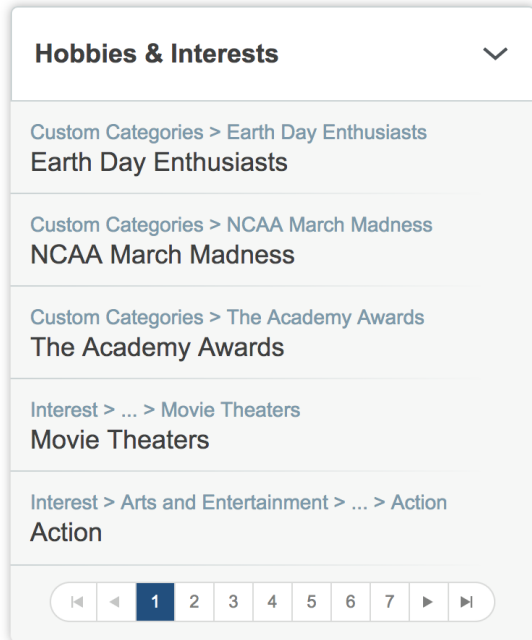 Hobbies & Interests
Custom Categories > Earth Day Enthusiasts
Earth Day Enthusiasts
Custom Categories > NCAA March Madness
NCAA March Madness
Custom Categories > The Academy Awards
The Academy Awards
Interest > ... > Movie Theaters
Movie Theaters
Interest > Arts and Entertainment > ... > Action
Action
1 2 3 4 5 6 7